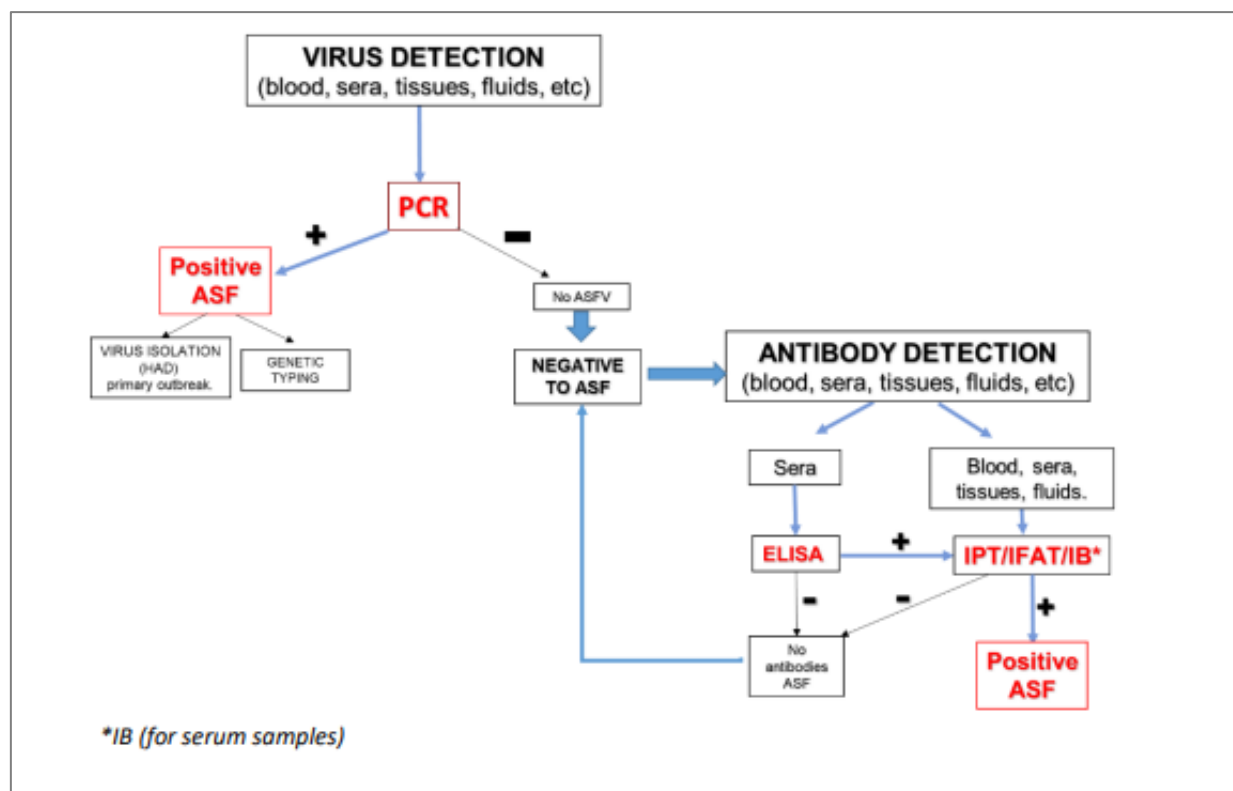 VIRUS DETECTION
(blood, sera, tissues, fluids, etc)
PCR
+
-
Positive
ASF
No ASFV
VIRUS ISOLATION
(HAD)
primary outbreak.
GENETIC
TYPING
NEGATIVE
TO ASF
ANTIBODY DETECTION
(blood, sera, tissues, fluids, etc)
Sera
Blood, sera,
tissues, fluids.
ELISA
+
IPT/IFAT/IB*
-
-
+
No
antibodies
ASF
Positive
ASF
*IB (for serum samples)